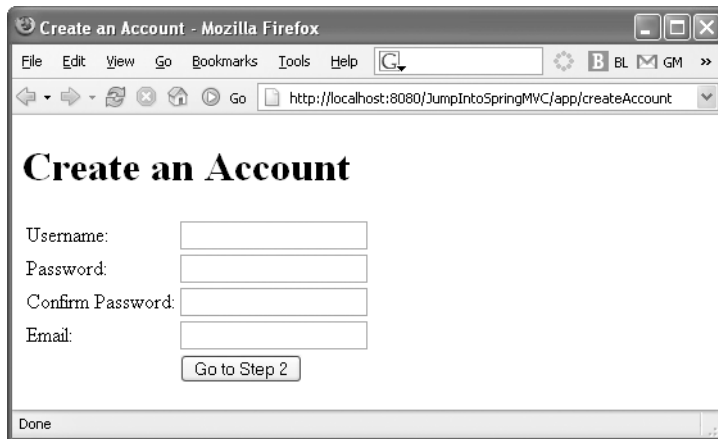 Create an Account - Mozilla Firefox
File Edit View Go Bookmarks Tools Help G B BL M GM »
Go http://localhost:8080/JumpIntoSpringMVC/app/createAccount
Create an Account
Username:
Password:
Confirm Password:
Email:
Go to Step 2
Done